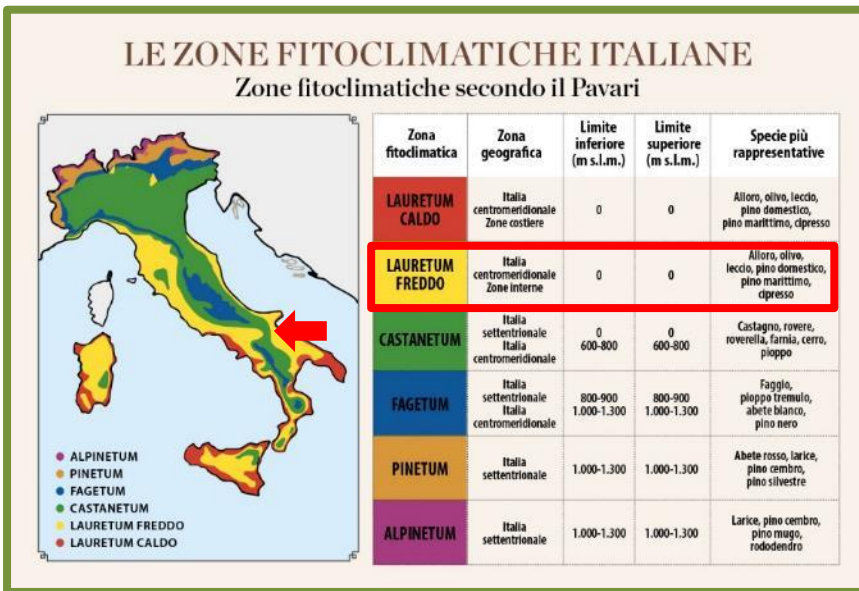 LE ZONE FITOCLIMATICHE ITALIANE
Zone fitoclimatiche secondo il Pavari
ALPINETUM
PINETUM
FAGETUM
CASTANETUM
LAURETUM FREDDO
LAURETUM CALDO
Zona
fitoclimatica
Zona
geografica
Limite
inferiore
(m s.l.m.)
Limite
superiore
(m s.l.m.)
Specie più
rappresentative
LAURETUM
CALDO
Italia
centromeridionale
Zone costiere
0
0
Alloro, olivo, leccio,
pino domestico,
pino marittimo, cipresso
LAURETUM
FREDDO
Italia
centromeridionale
Zone interne
0
0
Alloro, olivo,
leccio, pino domestico,
pino marittimo,
cipresso
CASTANETUM
Italia
settentrionale
Italia
centromeridionale
0
600-800
0
600-800
Castagno, rovere,
roverella, farnia, cerro,
pioppo
FAGETUM
Italia
settentrionale
Italia
centromeridionale
800-900
1.000-1.300
800-900
1.000-1.300
Faggio,
pioppo tremulo,
abete bianco,
pino nero
PINETUM
Italia
settentrionale
1.000-1.300
1.000-1.300
Abete rosso, larice,
pino cembro,
pino silvestre
ALPINETUM
Italia
settentrionale
1.000-1.300
1.000-1.300
Larice, pino cembro,
pino mugo,
rododendro